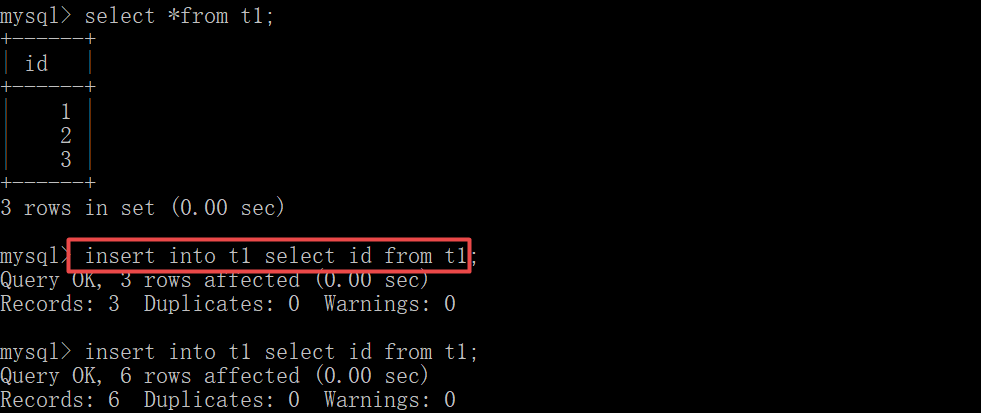 mysql> select *from t1;
+------+
| id   |
+------+
|    1 |
|    2 |
|    3 |
+------+
3 rows in set (0.00 sec)
mysql> insert into t1 select id from t1;
Query OK, 3 rows affected (0.00 sec)
Records: 3  Duplicates: 0  Warnings: 0
mysql> insert into t1 select id from t1;
Query OK, 6 rows affected (0.00 sec)
Records: 6  Duplicates: 0  Warnings: 0